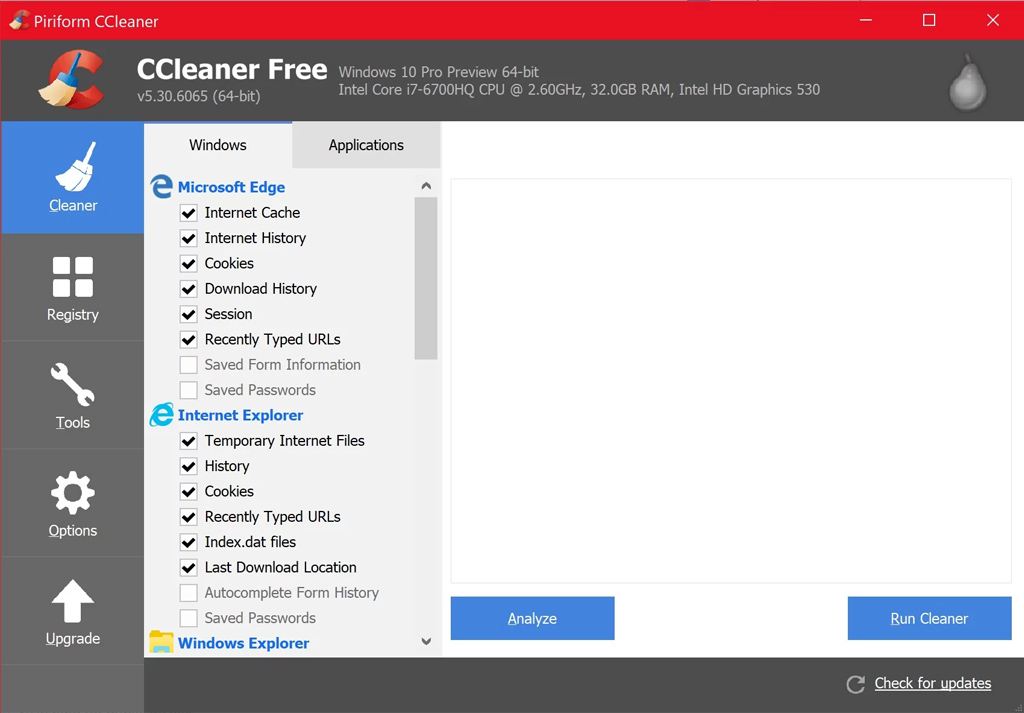 Piriform CCleaner
CCleaner Free
v5.30.6065 (64-bit)
Windows 10 Pro Preview 64-bit
Intel Core i7-6700HQ CPU @ 2.60GHz, 32.0GB RAM, Intel HD Graphics 530
Cleaner
Registry
Tools
Options
Upgrade
Windows
Applications
Microsoft Edge
Internet Cache
Internet History
Cookies
Download History
Session
Recently Typed URLs
Saved Form Information
Saved Passwords
Internet Explorer
Temporary Internet Files
History
Cookies
Recently Typed URLs
Index.dat files
Last Download Location
Autocomplete Form History
Saved Passwords
Windows Explorer
Analyze
Run Cleaner
Check for updates